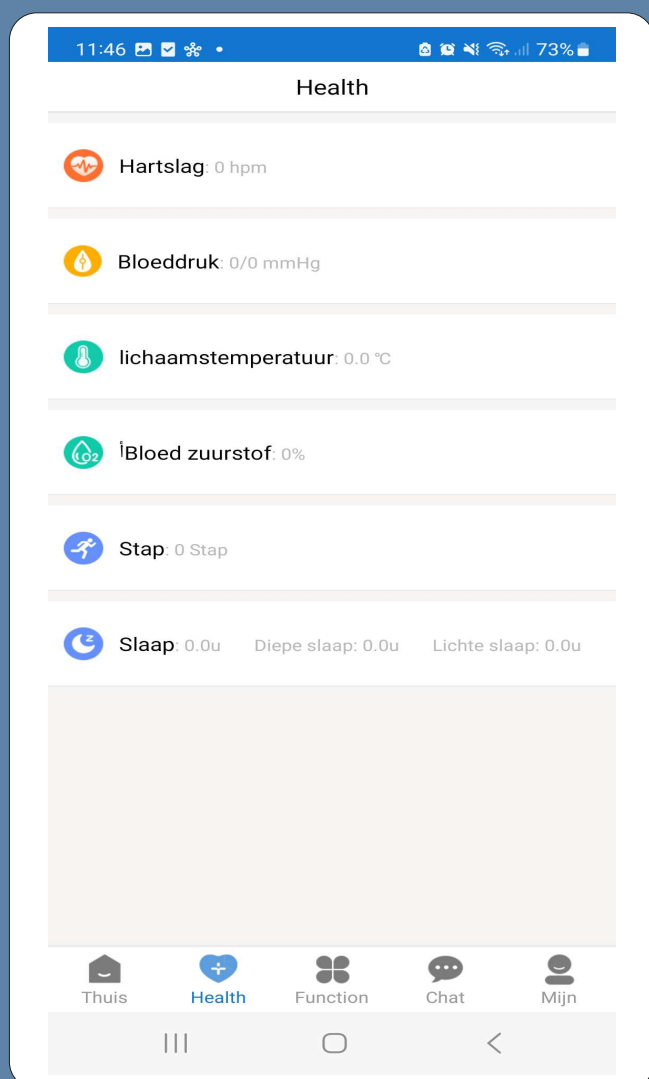 11:46 73%
Health
Hartslag: 0 hpm
Bloeddruk: 0/0 mmHg
lichaamstemperatuur: 0.0 ℃
أBloed zuurstof: 0%
Stap: 0 Stap
Slaap: 0.0u Diepe slaap: 0.0u Lichte slaap: 0.0u
Thuis Health Function Chat Mijn